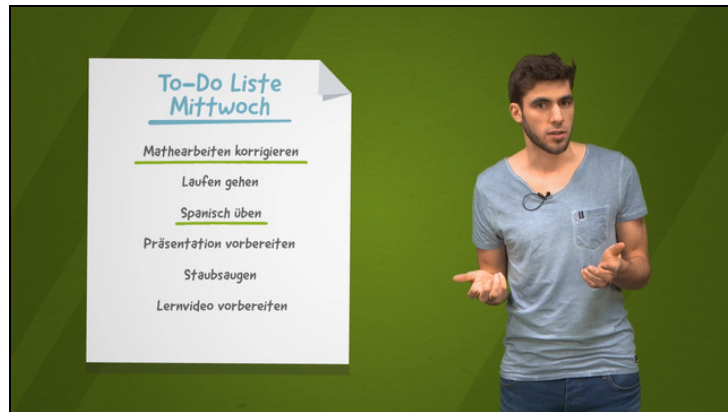 To-Do Liste
Mittwoch
Mathearbeiten korrigieren
Laufen gehen
Spanisch üben
Präsentation vorbereiten
Staubsaugen
Lernvideo vorbereiten